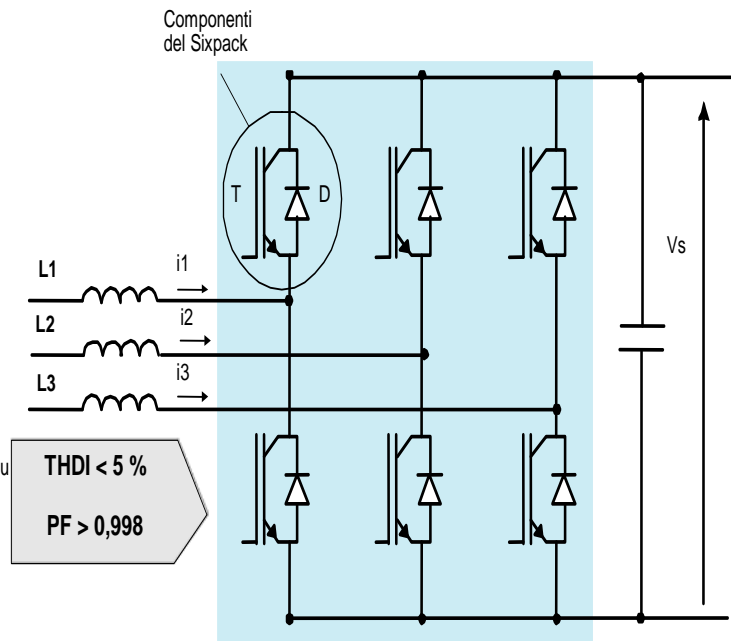 Componenti
del Sixpack
T
D
Vs
L1
i1
L2
i2
L3
i3
u
THDI < 5 %
PF > 0,998